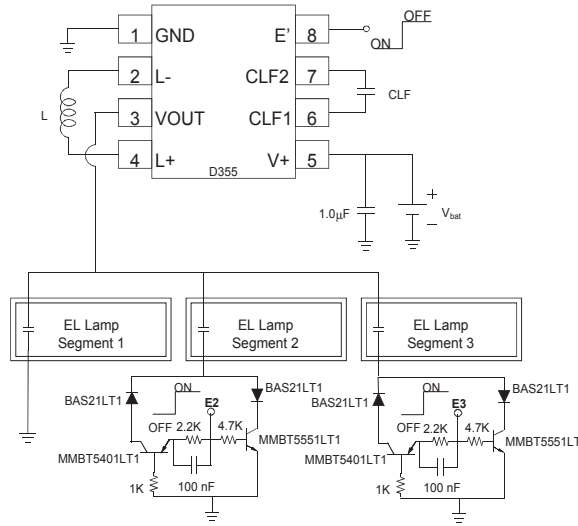 OFF
1 GND E' 8
ON
2 L- CLF2 7
L CLF
3 VOUT CLF1 6
4 L+ V+ 5
D355
+
1.0μF
Vbat
−
EL Lamp
Segment 1
EL Lamp
Segment 2
EL Lamp
Segment 3
BAS21LT1
ON
E2
BAS21LT1
OFF 2.2K 4.7K
MMBT5551LT1
MMBT5401LT1
1K
100 nF
BAS21LT1
ON
E3
BAS21LT1
OFF 2.2K 4.7K
MMBT5551LT
MMBT5401LT1
1K
100 nF